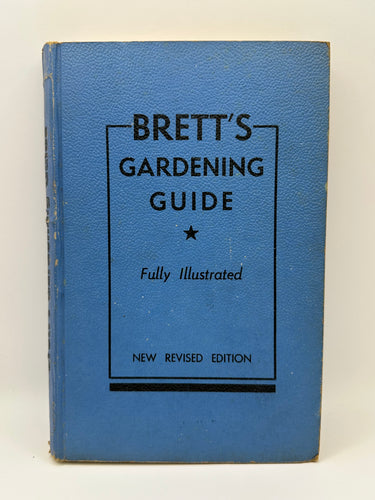 BRETT'S
GARDENING
GUIDE
Fully Illustrated
NEW REVISED EDITION